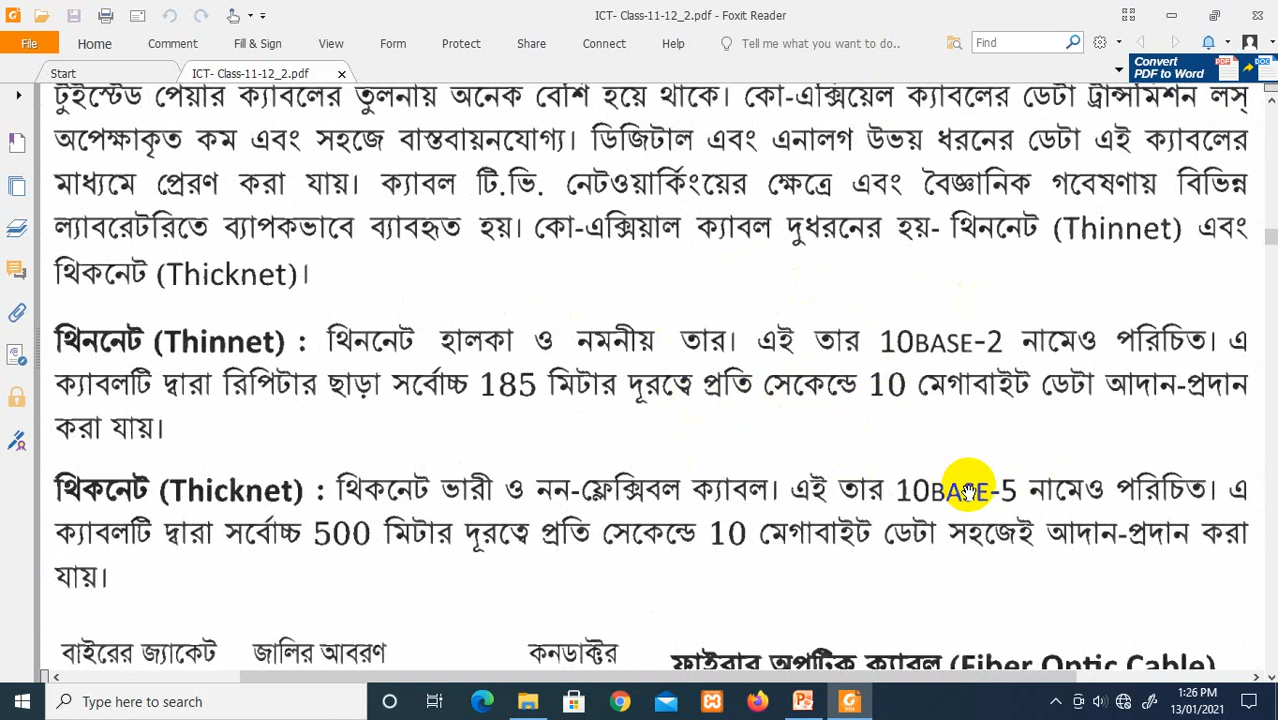 ICT- Class-11-12_2.pdf - Foxit Reader
File Home Comment Fill & Sign View Form Protect Share Connect Help Tell me what you want to do.. Find
Start ICT- Class-11-12_2.pdf
Convert
PDF to Word
টুইস্টেড পেয়ার ক্যাবলের তুলনায় অনেক বেশি হয়ে থাকে। কো-এক্সিয়েল ক্যাবলের ডেটা ট্রান্সমিশন লস্
অপেক্ষাকৃত কম এবং সহজে বাস্তবায়নযোগ্য। ডিজিটাল এবং এনালগ উভয় ধরনের ডেটা এই ক্যাবলের
মাধ্যমে প্রেরণ করা যায়। ক্যাবল টি.ভি. নেটওয়ার্কিংয়ের ক্ষেত্রে এবং বৈজ্ঞানিক গবেষণায় বিভিন্ন
ল্যাবরেটরিতে ব্যাপকভাবে ব্যাবহৃত হয়। কো-এক্সিয়াল ক্যাবল দুধরনের হয়- থিননেট (Thinnet) এবং
থিকনেট (Thicknet)।
থিননেট (Thinnet) : থিননেট হালকা ও নমনীয় তার। এই তার 10BASE-2 নামেও পরিচিত। এ
ক্যাবলটি দ্বারা রিপিটার ছাড়া সর্বোচ্চ 185 মিটার দূরত্বে প্রতি সেকেন্ডে 10 মেগাবাইট ডেটা আদান-প্রদান
করা যায়।
থিকনেট (Thicknet) : থিকনেট ভারী ও নন-ফ্লেক্সিবল ক্যাবল। এই তার 10BASE-5 নামেও পরিচিত। এ
ক্যাবলটি দ্বারা সর্বোচ্চ 500 মিটার দূরত্বে প্রতি সেকেন্ডে 10 মেগাবাইট ডেটা সহজেই আদান-প্রদান করা
যায়।
বাইরের জ্যাকেট জালির আবরণ কনডাক্টর ফাইবার অপটিক ক্যাবল (Fiber Optic Cable)
Type here to search
1:26 PM
13/01/2021